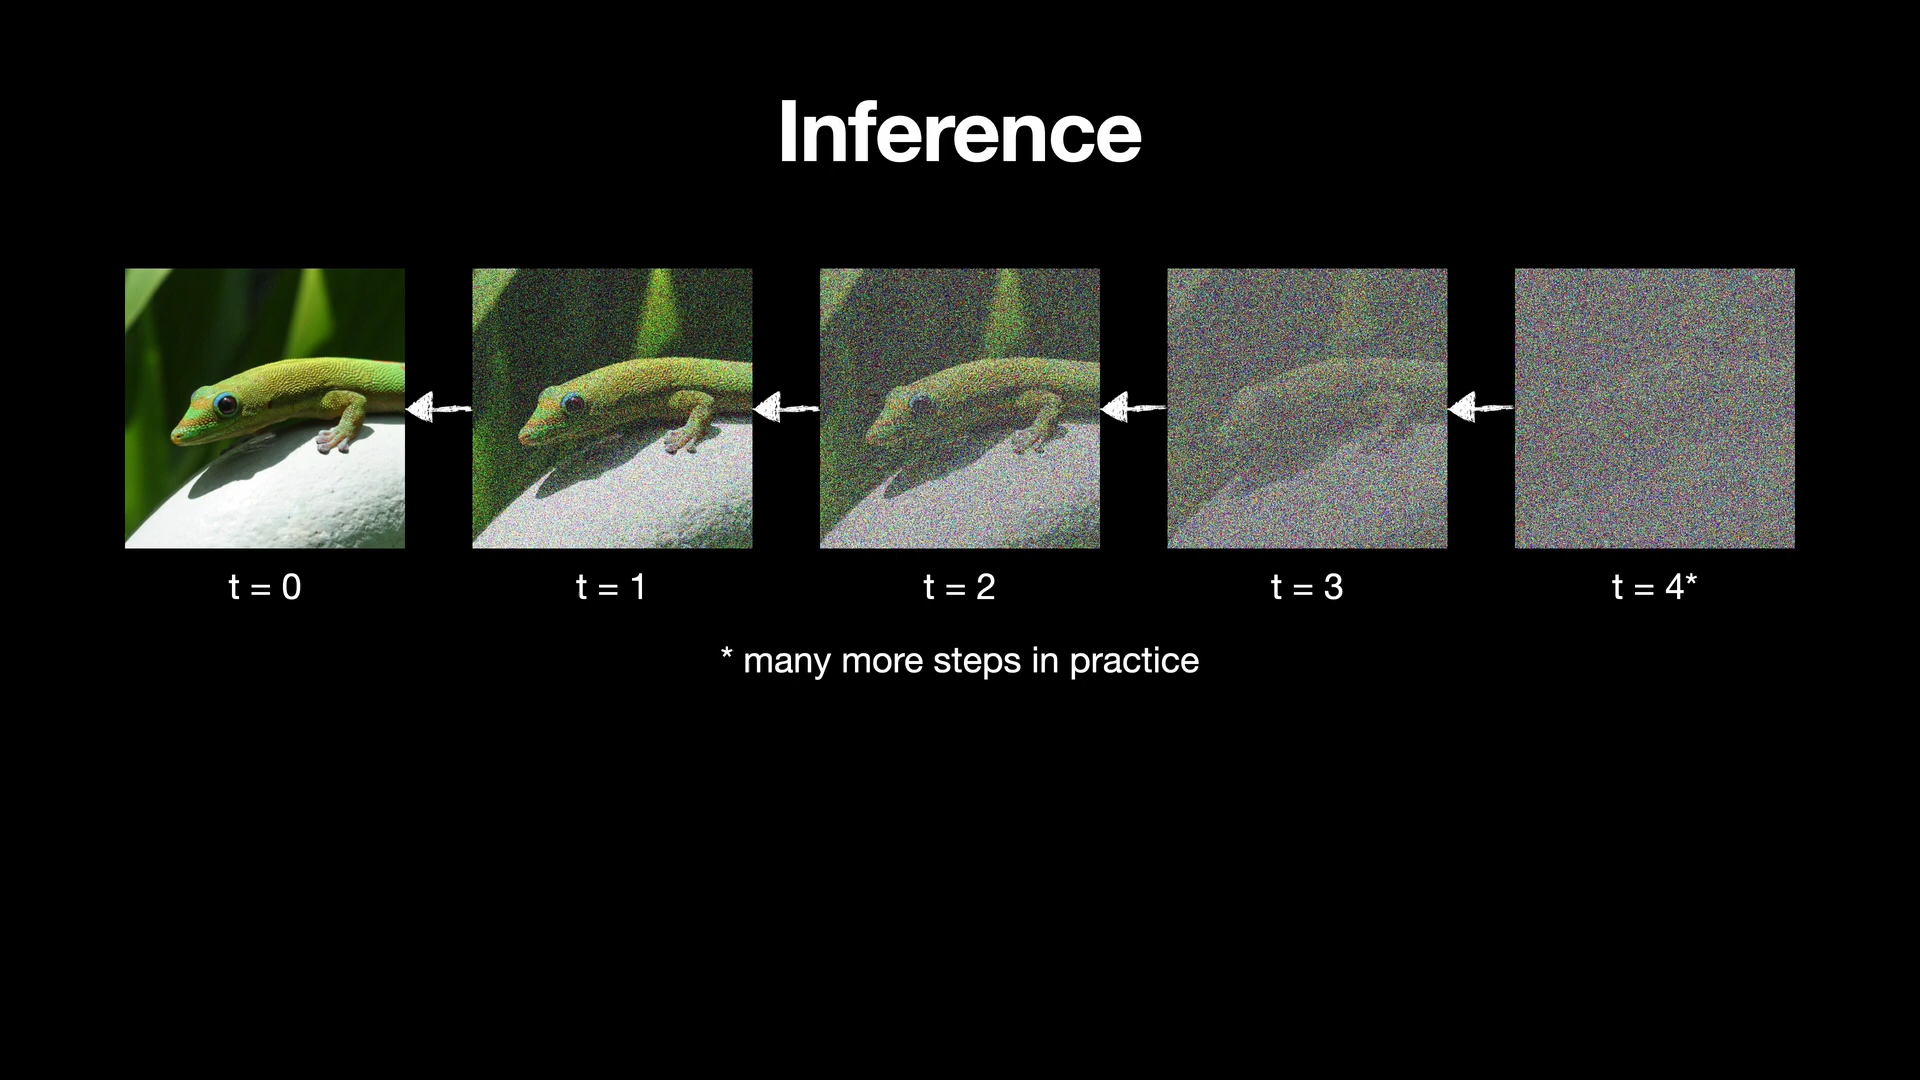 Inference
t = 0
t = 1
t = 2
t = 3
t = 4*
* many more steps in practice